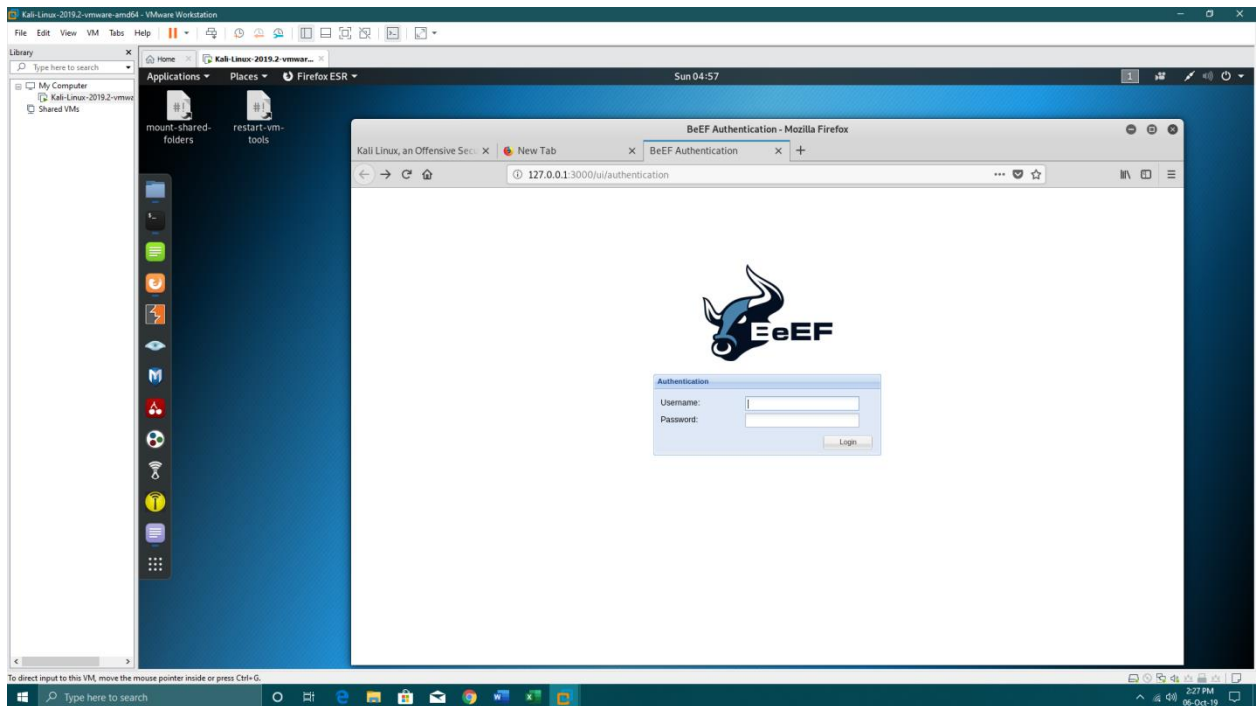 Kali-Linux-2019.2-vmware-amd64 - VMware Workstation
File Edit View VM Tabs Help
Library
Type here to search
My Computer
Kali-Linux-2019.2-vmwa
Shared VMs
Home
Kali-Linux-2019.2-vmwar...
Applications Places Firefox ESR Sun 04:57 1
mount-shared-folders
restart-vm-tools
BeEF Authentication - Mozilla Firefox
Kali Linux, an Offensive Secu New Tab BeEF Authentication
127.0.0.1:3000/ui/authentication
BeEF
Authentication
Username:
Password:
Login
To direct input to this VM, move the mouse pointer inside or press Ctrl+G.
Type here to search
2:27 PM
06-Oct-19